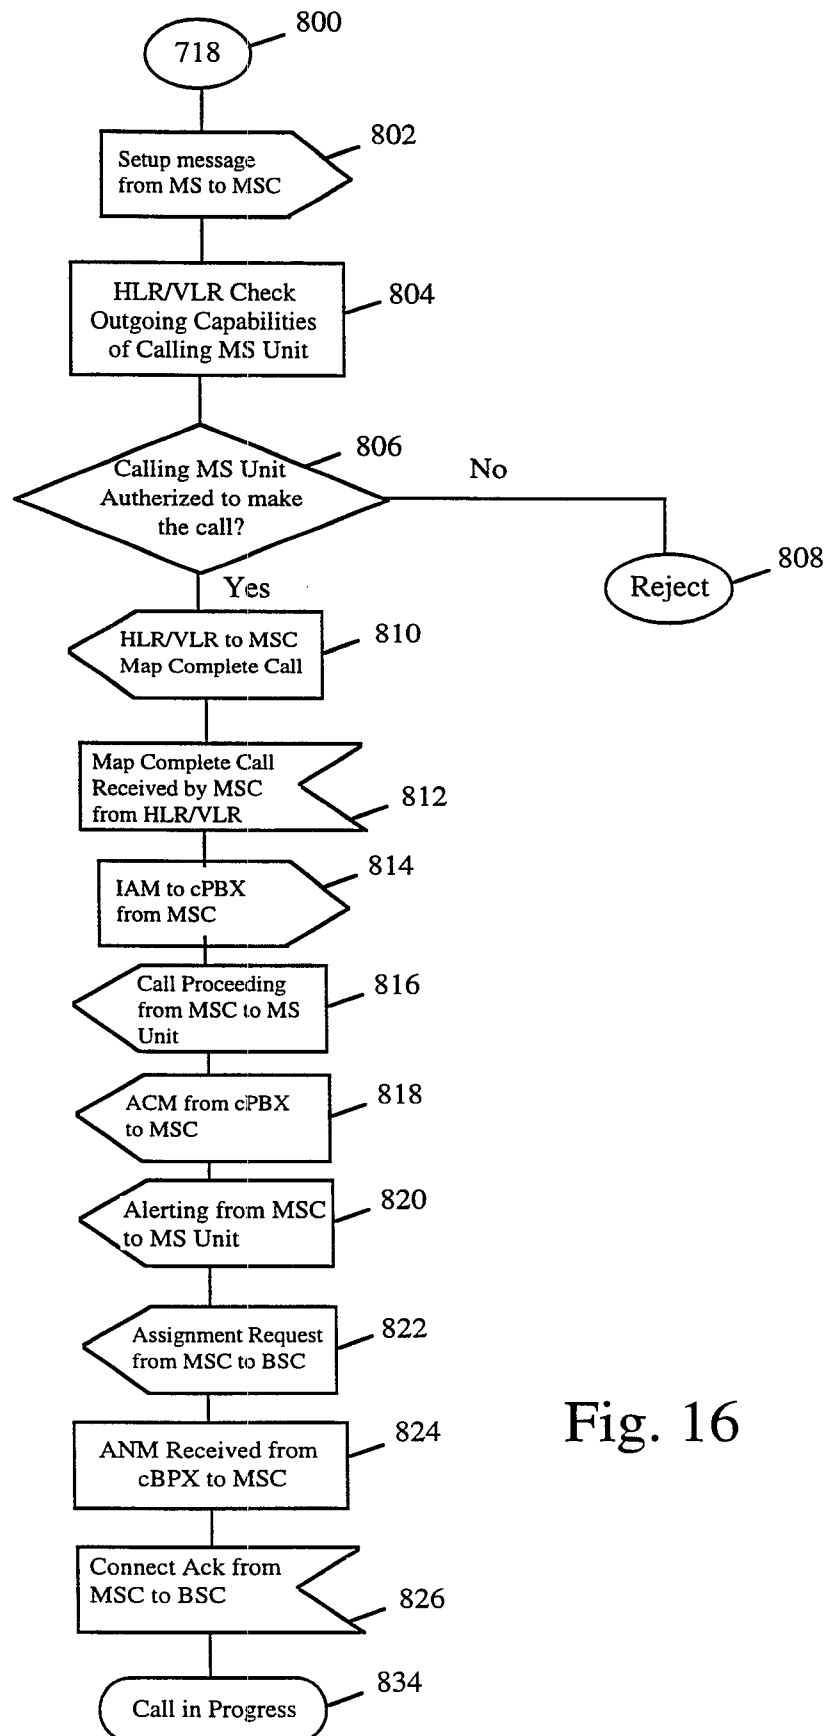 718
800
802
Setup message
from MS to MSC
HLR/VLR Check
Outgoing Capabilities
of Calling MS Unit
804
806
Calling MS Unit
Autherized to make
the call?
No
Yes
Reject
808
HLR/VLR to MSC
Map Complete Call
810
Map Complete Call
Received by MSC
from HLR/VLR
812
IAM to cPBX
from MSC
814
Call Proceeding
from MSC to MS
Unit
816
ACM from cPBX
to MSC
818
Alerting from MSC
to MS Unit
820
Assignment Request
from MSC to BSC
822
ANM Received from
cBPX to MSC
824
Fig. 16
Connect Ack from
MSC to BSC
826
Call in Progress
834